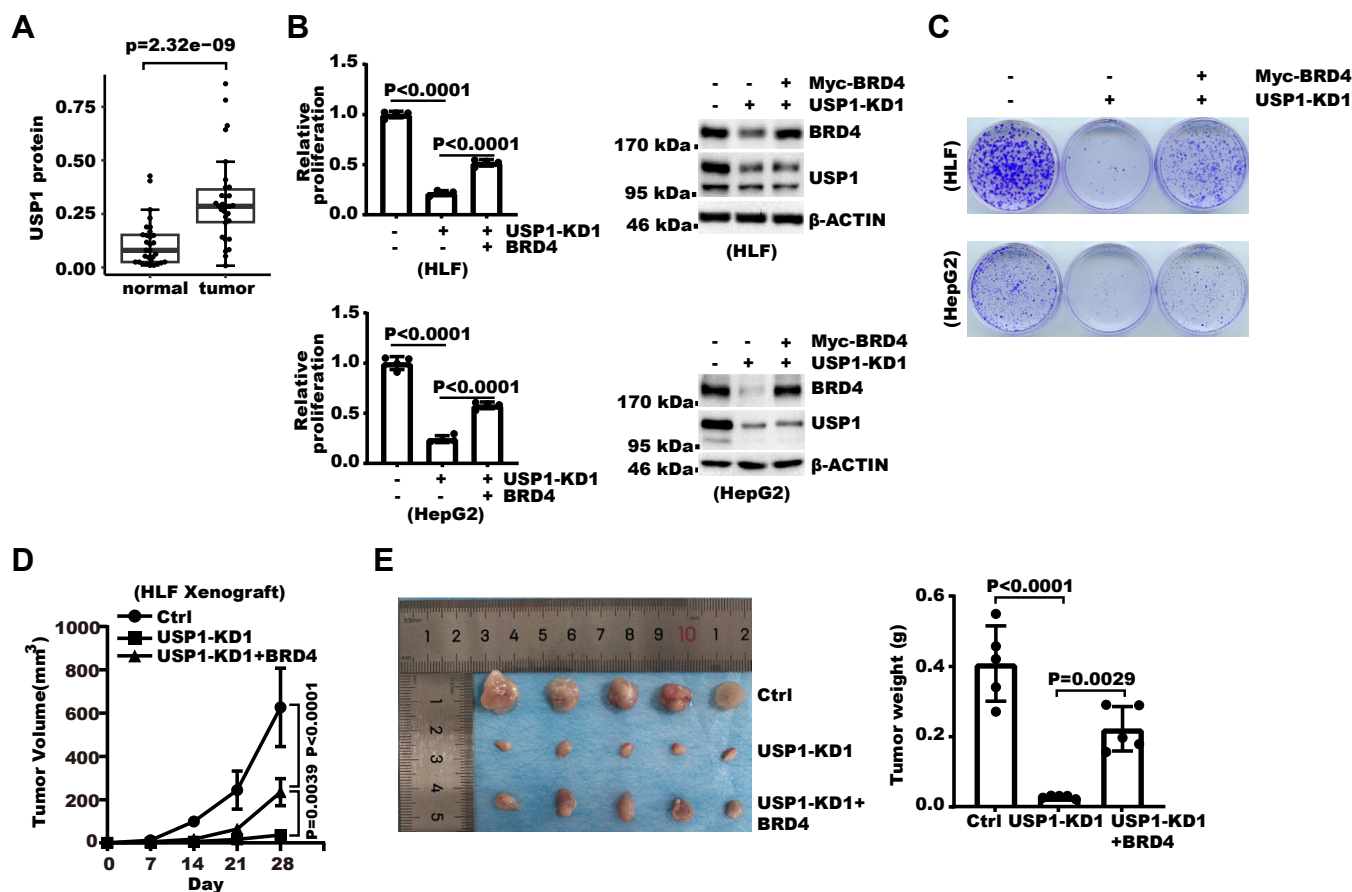 A
p=2.32e−09
USP1 protein
0.75
0.50
0.25
0.00
normal tumor
B
Relative proliferation
1.5
1.0
0.5
0.0
P<0.0001
P<0.0001
- + + USP1-KD1
- - + BRD4
(HLF)
- - + Myc-BRD4
- + + USP1-KD1
BRD4
170 kDa
USP1
95 kDa
46 kDa
β-ACTIN
(HLF)
Relative proliferation
1.5
1.0
0.5
0.0
P<0.0001
P<0.0001
- + + USP1-KD1
- - + BRD4
(HepG2)
- - + Myc-BRD4
- + + USP1-KD1
BRD4
170 kDa
USP1
95 kDa
46 kDa
β-ACTIN
(HepG2)
C
- - + Myc-BRD4
- + + USP1-KD1
(HLF)
(HepG2)
D
(HLF Xenograft)
Ctrl
USP1-KD1
USP1-KD1+BRD4
Tumor Volume(mm3)
1000
800
600
400
200
0
0 7 14 21 28
Day
P=0.0039 P<0.0001
E
1 2 3 4 5 6 7 8 9 10 1 2
1
2
3
4
5
Ctrl
USP1-KD1
USP1-KD1+
BRD4
Tumor weight (g)
0.6
0.4
0.2
0.0
P<0.0001
P=0.0029
Ctrl USP1-KD1 USP1-KD1
+BRD4